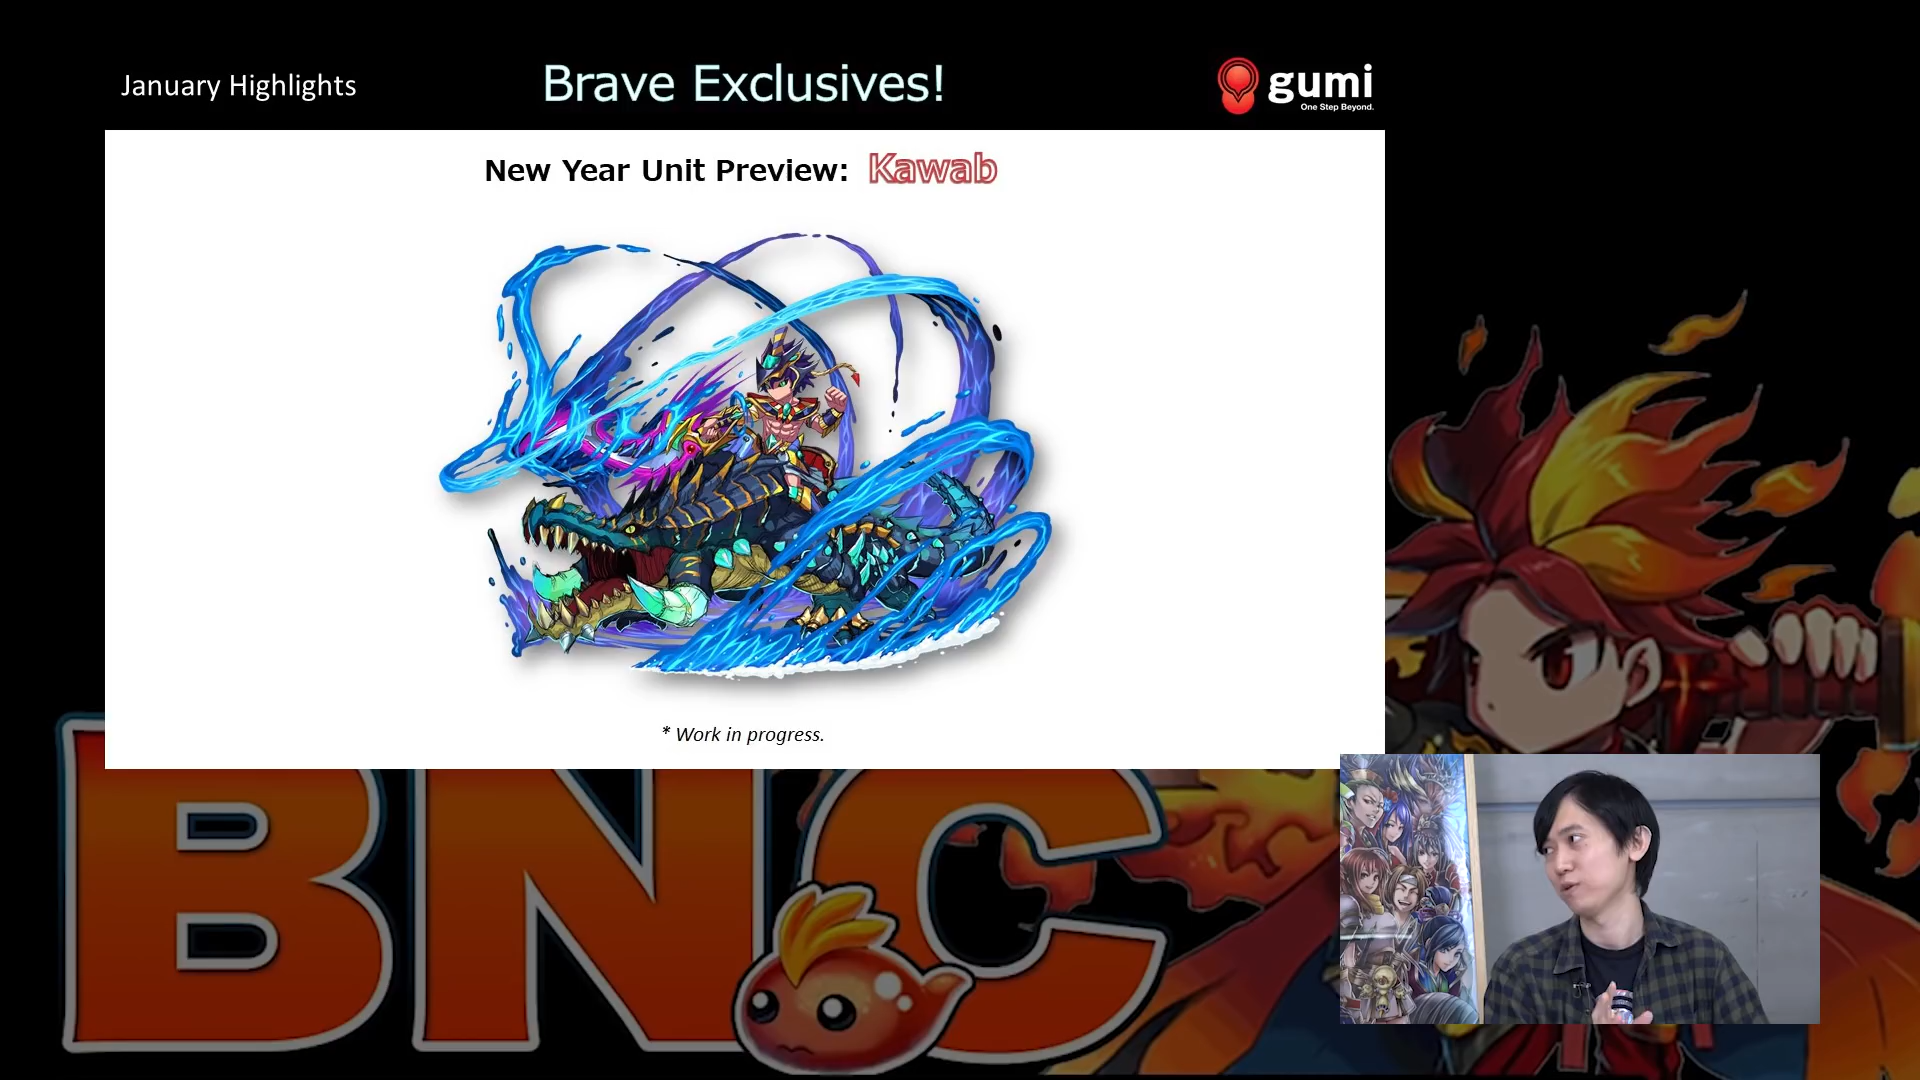 January Highlights
Brave Exclusives!
gumi
One Step Beyond.
New Year Unit Preview: Kawab
* Work in progress.
BNC